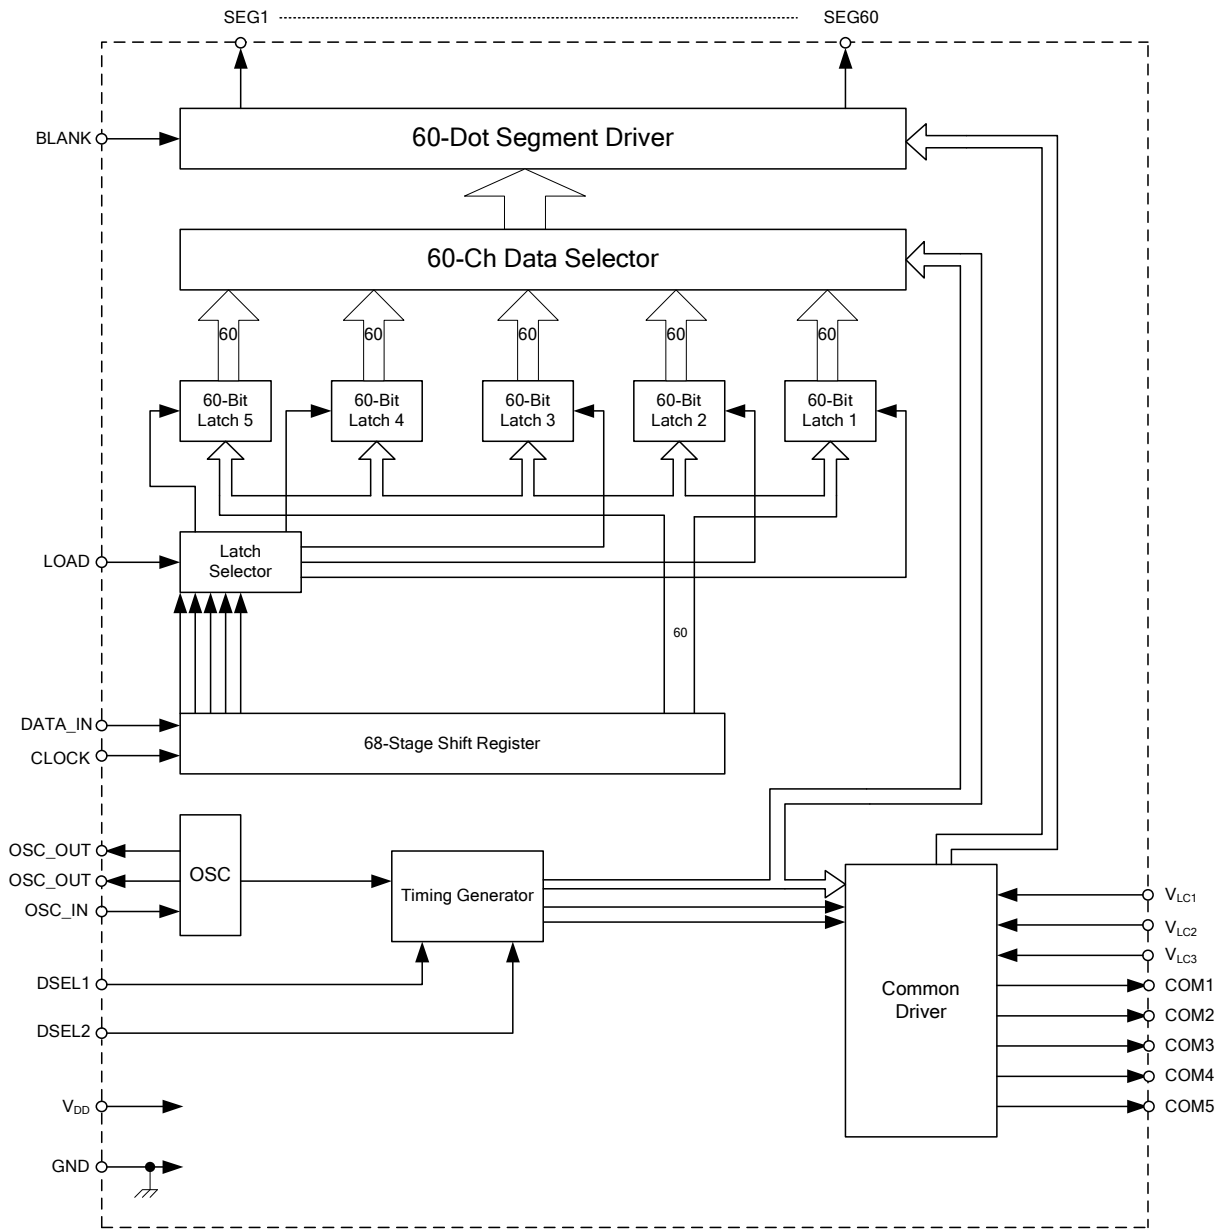 SEG1
SEG60
BLANK
60-Dot Segment Driver
60-Ch Data Selector
60
60
60
60
60
60-Bit
Latch 5
60-Bit
Latch 4
60-Bit
Latch 3
60-Bit
Latch 2
60-Bit
Latch 1
LOAD
Latch
Selector
60
DATA_IN
CLOCK
68-Stage Shift Register
OSC_OUT
OSC_OUT
OSC_IN
OSC
Timing Generator
DSEL1
DSEL2
VDD
GND
Common
Driver
VLC1
VLC2
VLC3
COM1
COM2
COM3
COM4
COM5